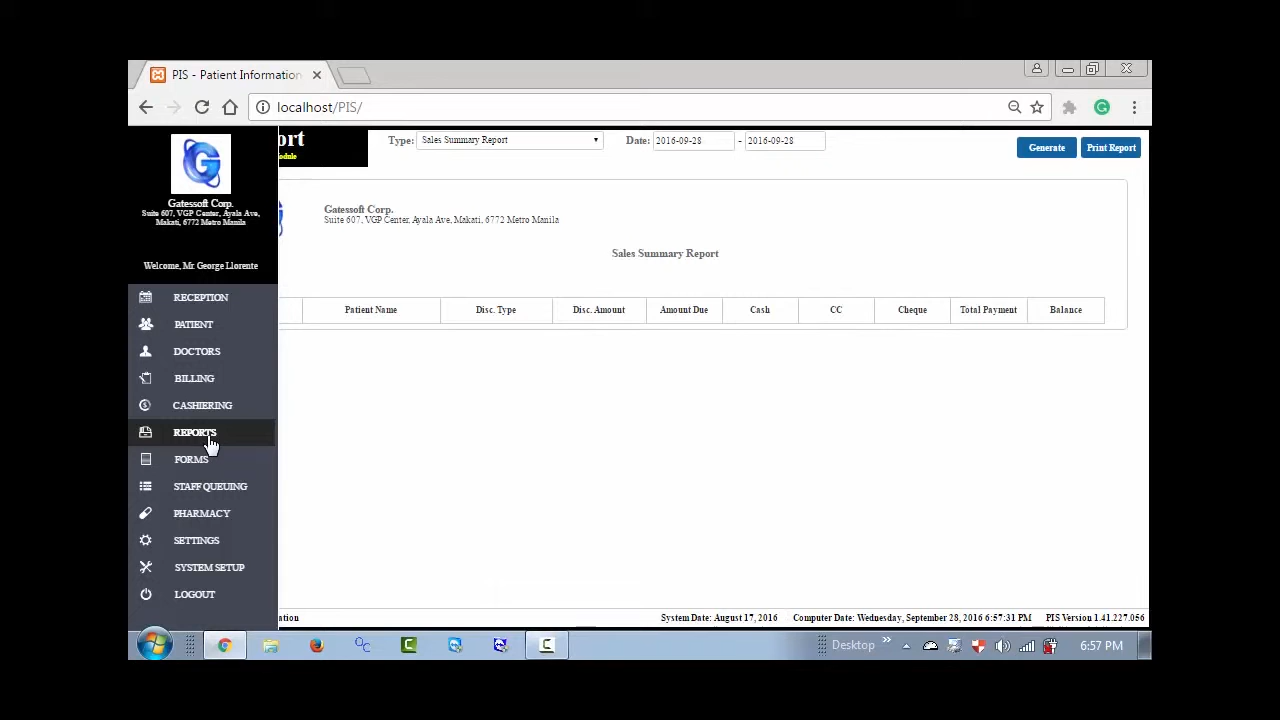 PIS - Patient Information
localhost/PIS/
Gatessoft Corp.
Suite 607, VGP Center, Ayala Ave,
Makati, 6772 Metro Manila
Welcome, Mr. George Llorente
RECEPTION
PATIENT
DOCTORS
BILLING
CASHIERING
REPORTS
FORMS
STAFF QUEUING
PHARMACY
SETTINGS
SYSTEM SETUP
LOGOUT
ort
odule
Type: Sales Summary Report Date: 2016-09-28 - 2016-09-28 Generate Print Report
Gatessoft Corp.
Suite 607, VGP Center, Ayala Ave, Makati, 6772 Metro Manila
Sales Summary Report
Patient Name Disc. Type Disc. Amount Amount Due Cash CC Cheque Total Payment Balance
ation System Date: August 17, 2016 Computer Date: Wednesday, September 28, 2016 6:57:31 PM PIS Version 1.41.227.056
Desktop 6:57 PM